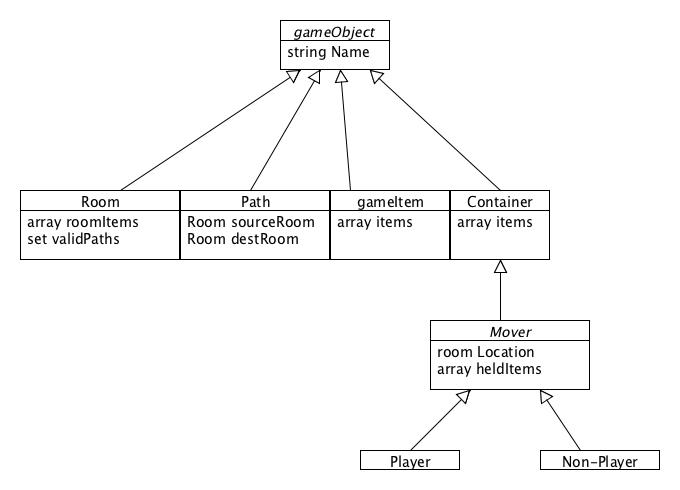 gameObject
string Name
Room
array roomItems
set validPaths
Path
Room sourceRoom
Room destRoom
gameItem
array items
Container
array items
Mover
room Location
array heldItems
Player
Non-Player